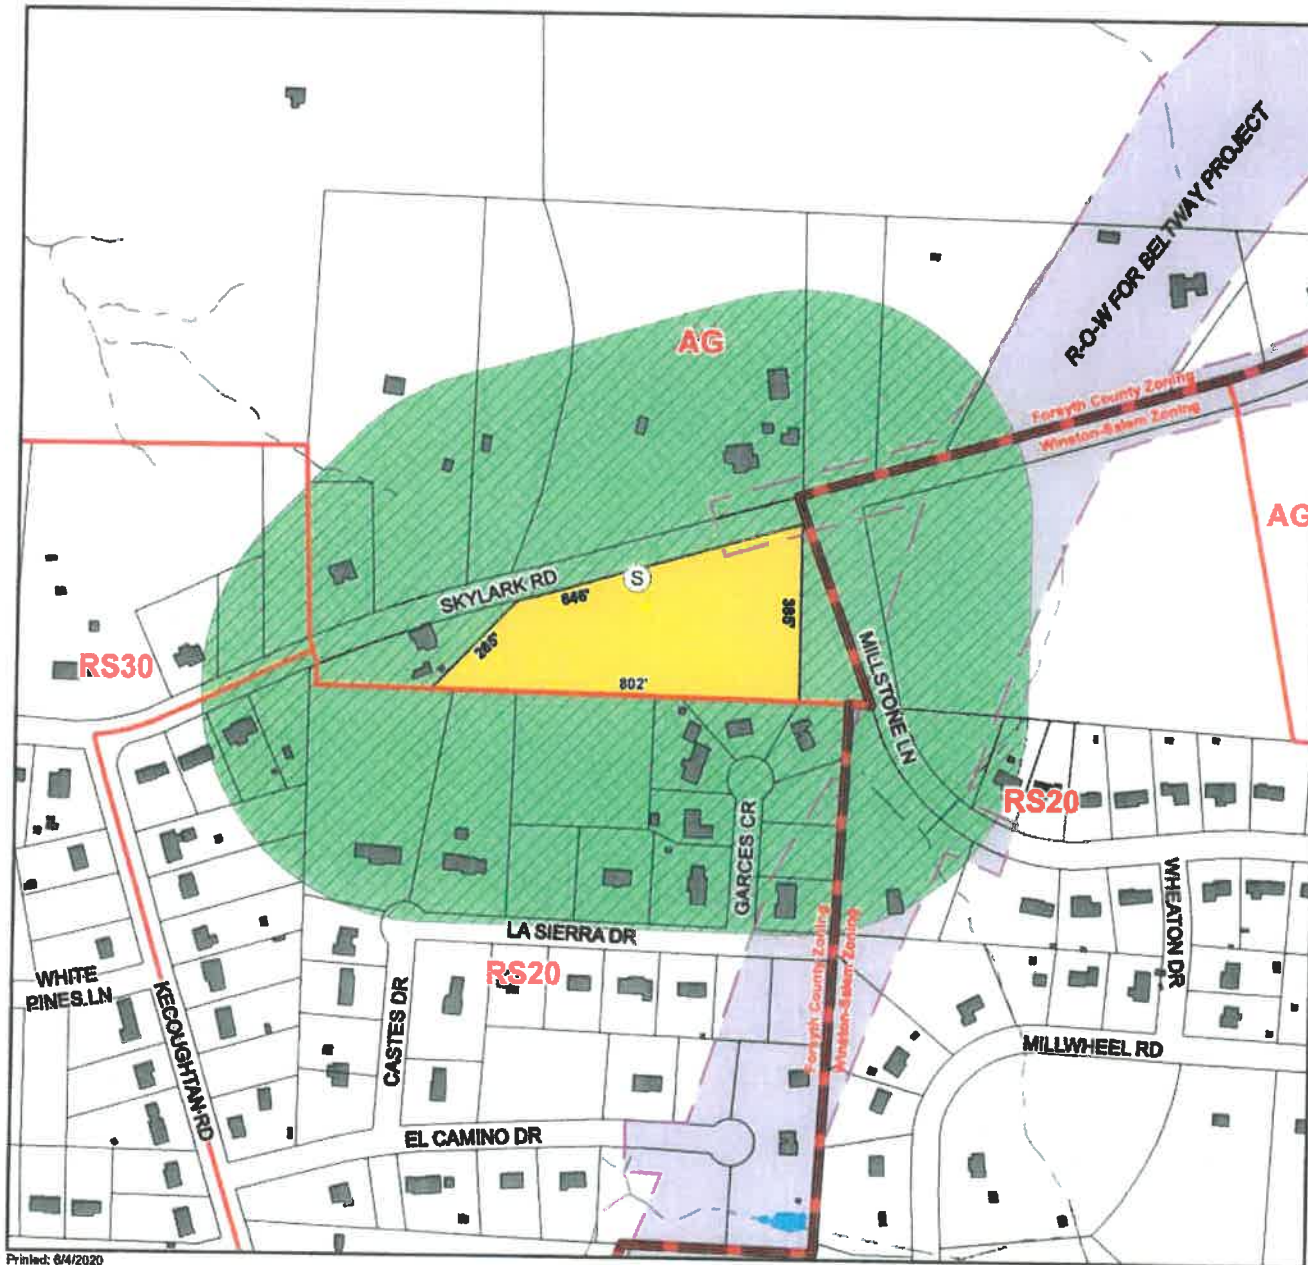 R-O-W FOR BELTWAY PROJECT
AG
Forsyth County Zoning
Winston-Salem Zoning
AG
S
SKYLARK RD
646'
265'
385'
802'
MILLSTONE LN
RS30
RS20
GARCES CR
WHEATON DR
LA SIERRA DR
RS20
Forsyth County Zoning
Winston-Salem Zoning
WHITE
PINES LN
KECOUGHTAN RD
CASTES DR
MILLWHEEL RD
EL CAMINO DR
Printed: 6/4/2020